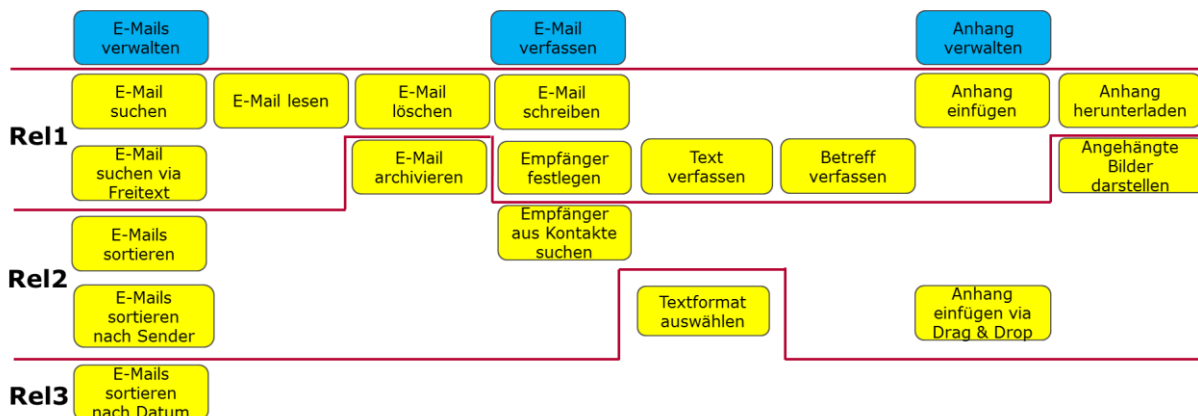 E-Mails
verwalten
E-Mail
verfassen
Anhang
verwalten
Rel1
E-Mail
suchen
E-Mail lesen
E-Mail
löschen
E-Mail
schreiben
Anhang
einfügen
Anhang
herunterladen
E-Mail
suchen via
Freitext
E-Mail
archivieren
Empfänger
festlegen
Text
verfassen
Betreff
verfassen
Angehängte
Bilder
darstellen
Rel2
E-Mails
sortieren
Empfänger
aus Kontakte
suchen
E-Mails
sortieren
nach Sender
Textformat
auswählen
Anhang
einfügen via
Drag & Drop
Rel3
E-Mails
sortieren
nach Datum